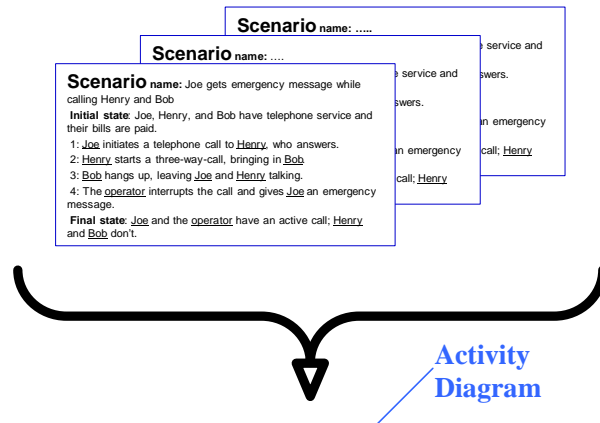 Scenario name: .....
e service and
swers.
an emergency
call; Henry
Scenario name: ....
e service and
swers.
an emergency
call; Henry
Scenario name: Joe gets emergency message while
calling Henry and Bob
Initial state: Joe, Henry, and Bob have telephone service and
their bills are paid.
1: Joe initiates a telephone call to Henry, who answers.
2: Henry starts a three-way-call, bringing in Bob.
3: Bob hangs up, leaving Joe and Henry talking.
4: The operator interrupts the call and gives Joe an emergency
message.
Final state: Joe and the operator have an active call; Henry
and Bob don't.
Activity
Diagram